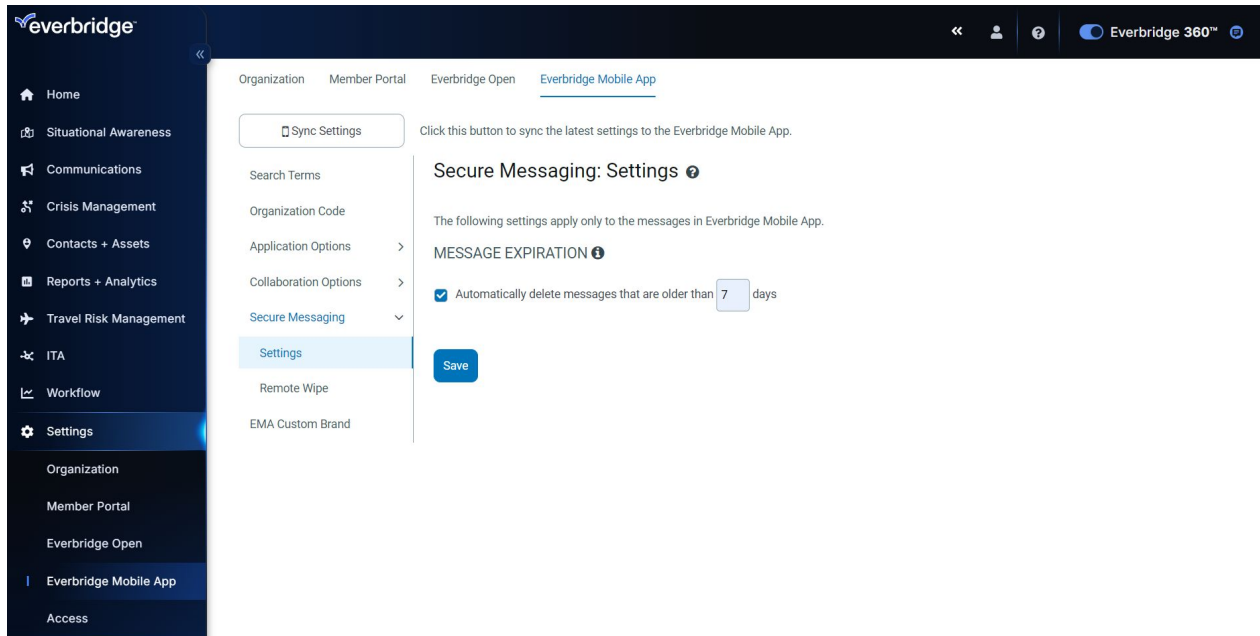 everbridge™
Everbridge 360™
Home
Situational Awareness
Communications
Crisis Management
Contacts + Assets
Reports + Analytics
Travel Risk Management
ITA
Workflow
Settings
Organization
Member Portal
Everbridge Open
Everbridge Mobile App
Access
Organization Member Portal Everbridge Open Everbridge Mobile App
Sync Settings Click this button to sync the latest settings to the Everbridge Mobile App.
Search Terms
Organization Code
Application Options
Collaboration Options
Secure Messaging
Settings
Remote Wipe
EMA Custom Brand
Secure Messaging: Settings
The following settings apply only to the messages in Everbridge Mobile App.
MESSAGE EXPIRATION
Automatically delete messages that are older than 7 days
Save